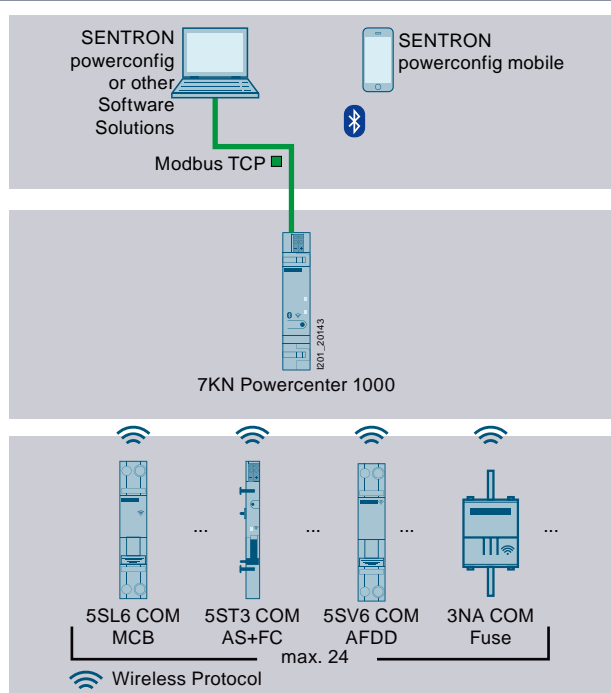 SENTRON
powerconfig
or other
Software
Solutions
SENTRON
powerconfig mobile
Modbus TCP
I201_20143
7KN Powercenter 1000
... ... ... ...
5SL6 COM
MCB
5ST3 COM
AS+FC
5SV6 COM
AFDD
3NA COM
Fuse
max. 24
Wireless Protocol